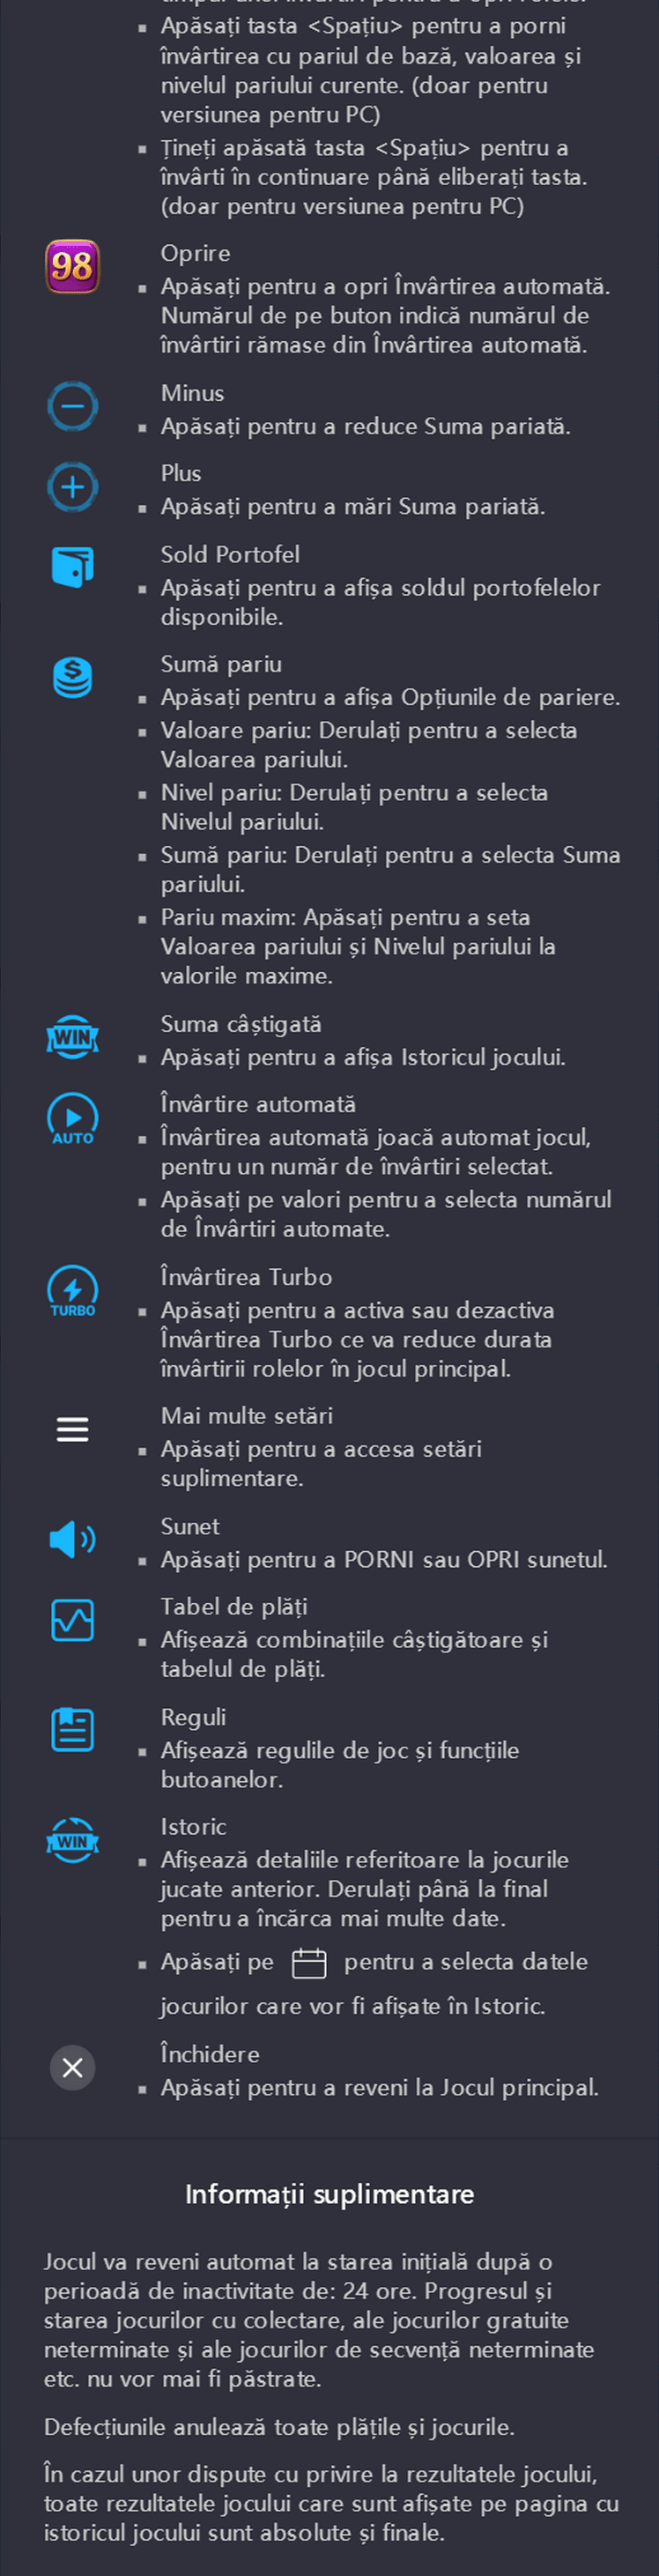 Apăsați tasta <Spațiu> pentru a porni
învârtirea cu pariul de bază, valoarea și
nivelul pariului curente. (doar pentru
versiunea pentru PC)
Țineți apăsată tasta <Spațiu> pentru a
învârti în continuare până eliberați tasta.
(doar pentru versiunea pentru PC)
98
Oprire
Apăsați pentru a opri Învârtirea automată.
Numărul de pe buton indică numărul de
învârtiri rămase din Învârtirea automată.
Minus
Apăsați pentru a reduce Suma pariată.
Plus
Apăsați pentru a mări Suma pariată.
Sold Portofel
Apăsați pentru a afișa soldul portofelelor
disponibile.
Sumă pariu
Apăsați pentru a afișa Opțiunile de pariere.
Valoare pariu: Derulați pentru a selecta
Valoarea pariului.
Nivel pariu: Derulați pentru a selecta
Nivelul pariului.
Sumă pariu: Derulați pentru a selecta Suma
pariului.
Pariu maxim: Apăsați pentru a seta
Valoarea pariului și Nivelul pariului la
valorile maxime.
WIN
Suma câștigată
Apăsați pentru a afișa Istoricul jocului.
AUTO
Învârtire automată
Învârtirea automată joacă automat jocul,
pentru un număr de învârtiri selectat.
Apăsați pe valori pentru a selecta numărul
de Învârtiri automate.
TURBO
Învârtirea Turbo
Apăsați pentru a activa sau dezactiva
Învârtirea Turbo ce va reduce durata
învârtirii rolelor în jocul principal.
Mai multe setări
Apăsați pentru a accesa setări
suplimentare.
Sunet
Apăsați pentru a PORNI sau OPRI sunetul.
Tabel de plăți
Afișează combinațiile câștigătoare și
tabelul de plăți.
Reguli
Afișează regulile de joc și funcțiile
butoanelor.
WIN
Istoric
Afișează detaliile referitoare la jocurile
jucate anterior. Derulați până la final
pentru a încărca mai multe date.
Apăsați pe pentru a selecta datele
jocurilor care vor fi afișate în Istoric.
Închidere
Apăsați pentru a reveni la Jocul principal.
Informații suplimentare
Jocul va reveni automat la starea inițială după o
perioadă de inactivitate de: 24 ore. Progresul și
starea jocurilor cu colectare, ale jocurilor gratuite
neterminate și ale jocurilor de secvență neterminate
etc. nu vor mai fi păstrate.
Defecțiunile anulează toate plățile și jocurile.
În cazul unor dispute cu privire la rezultatele jocului,
toate rezultatele jocului care sunt afișate pe pagina cu
istoricul jocului sunt absolute și finale.